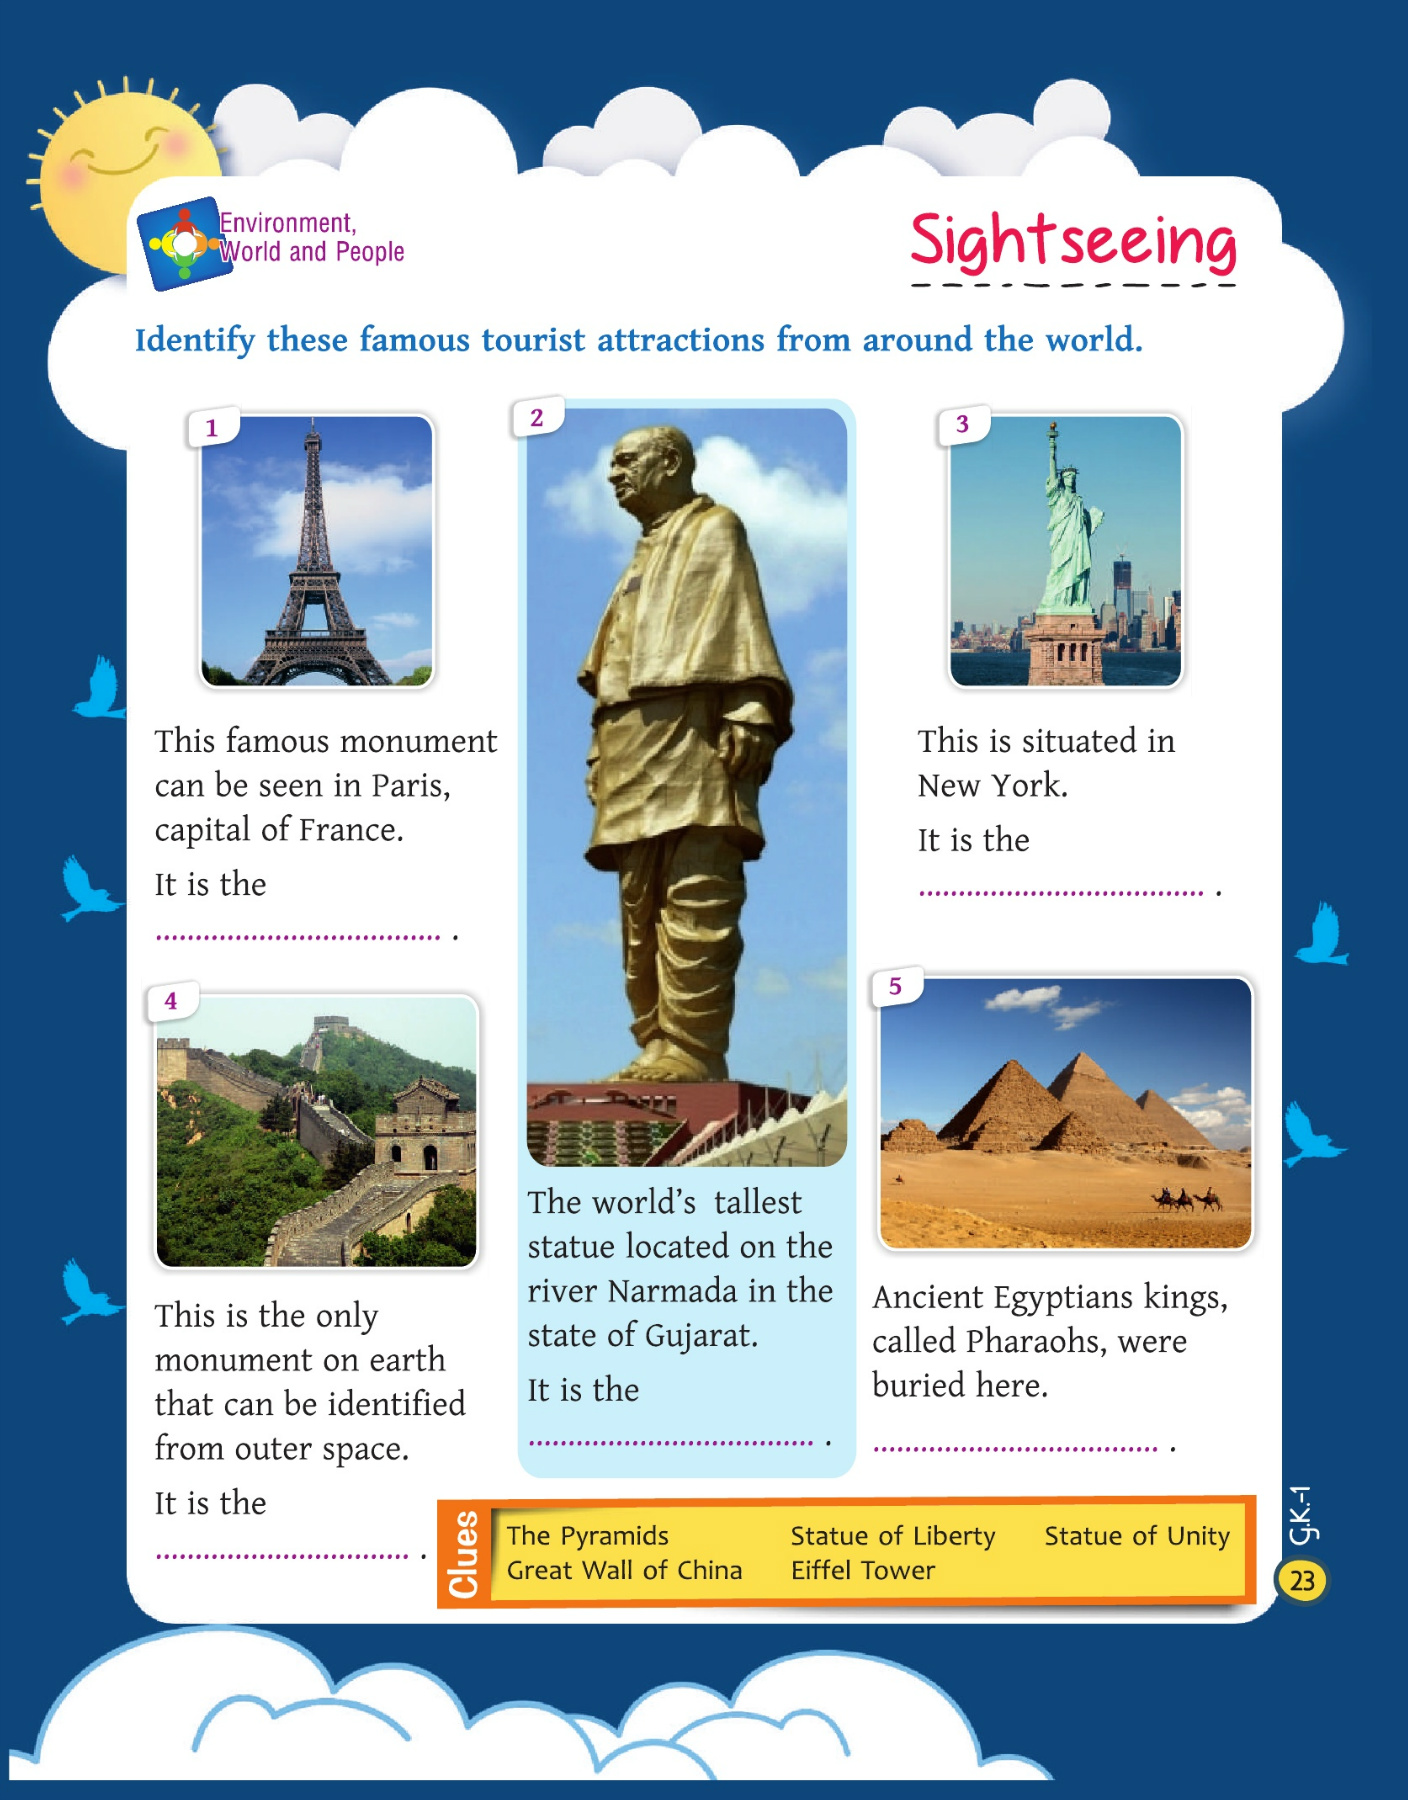 Environment,
World and People
Sightseeing
Identify these famous tourist attractions from around the world.
1
This famous monument
can be seen in Paris,
capital of France.
It is the
.................................... .
2
The world's tallest
statue located on the
river Narmada in the
state of Gujarat.
It is the
.................................... .
3
This is situated in
New York.
It is the
.................................... .
4
This is the only
monument on earth
that can be identified
from outer space.
It is the
................................ .
5
Ancient Egyptians kings,
called Pharaohs, were
buried here.
.................................... .
Clues
The Pyramids Statue of Liberty Statue of Unity
Great Wall of China Eiffel Tower
G.K.-1
23